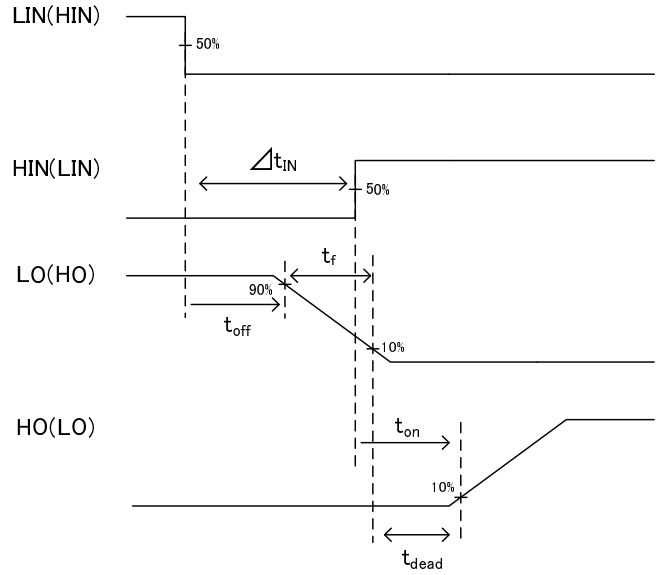 LIN(HIN)
50%
HIN(LIN)
⊿tIN
50%
LO(HO)
tf
90%
toff
10%
HO(LO)
ton
10%
tdead